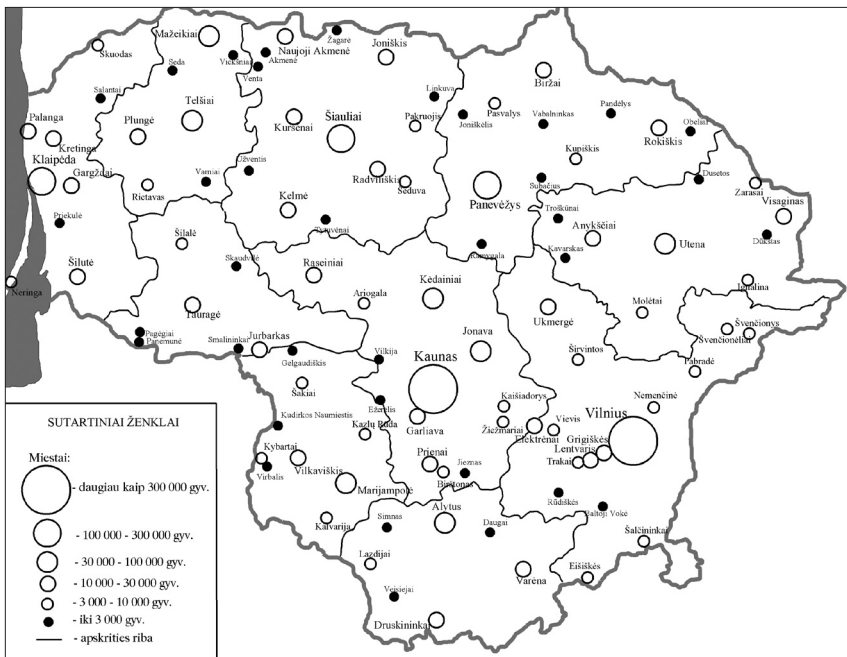 Mažeikiai
Naujoji Akmenė
Žagarė
Skuodas
Joniškis
Seda
Viekšniai
Akmenė
Venta
Biržai
Salantai
Linkuva
Pasvalys
Pandėlys
Telšiai
Šiauliai
Palanga
Plungė
Kuršėnai
Pakruojis
Joniškėlis
Vabalninkas
Obeliai
Kretinga
Rokiškis
Klaipėda
Gargždai
Užventis
Radviliškis
Kupiškis
Rietavas
Varniai
Šeduva
Subačius
Dusetos
Kelmė
Panevėžys
Zarasai
Visaginas
Priekulė
Tytuvėnai
Troškūnai
Anykščiai
Šilalė
Ramygala
Utena
Dūkstas
Skaudvilė
Kavarskas
Šilutė
Raseiniai
Kėdainiai
Ignalina
Neringa
Ariogala
Tauragė
Ukmergė
Molėtai
Pagėgiai
Panemunė
Smalininkai
Jurbarkas
Jonava
Švenčionys
Švenčionėliai
Gelgaudiškis
Vilkija
Kaunas
Širvintos
Pabradė
Šakiai
Ežerėlis
Kaišiadorys
Nemenčinė
Kudirkos Naumiestis
Kazlų Rūda
Garliava
Žiežmariai
Vievis
Vilnius
Elektrėnai
Grigiškės
Lentvaris
Kybartai
Prienai
Trakai
Virbalis
Vilkaviškis
Birštonas
Jieznas
Marijampolė
Rūdiškės
Baltoji Vokė
Kalvarija
Simnas
Alytus
Daugai
Šalčininkai
Lazdijai
Varėna
Eišiškės
Veisiejai
Druskininkai
SUTARTINIAI ŽENKLAI
Miestai:
- daugiau kaip 300 000 gyv.
- 100 000 - 300 000 gyv.
- 30 000 - 100 000 gyv.
- 10 000 - 30 000 gyv.
- 3 000 - 10 000 gyv.
- iki 3 000 gyv.
- apskrities riba